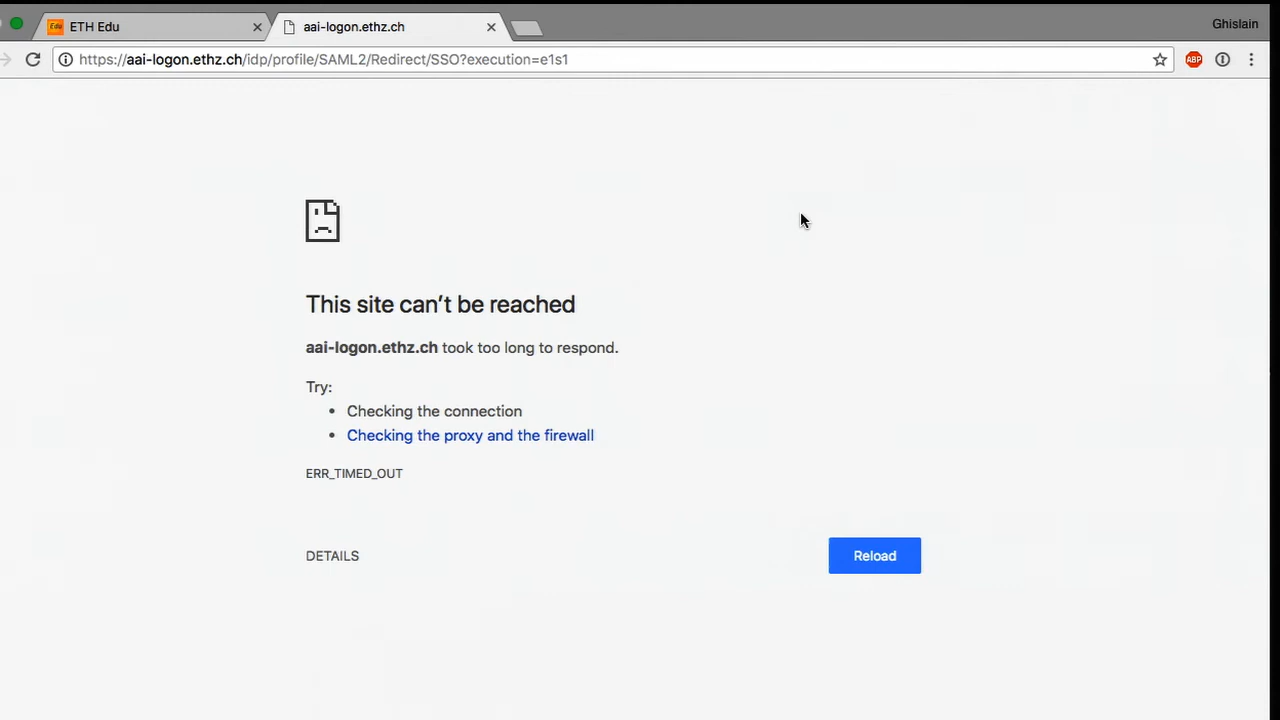 Edu ETH Edu aai-logon.ethz.ch Ghislain
https://aai-logon.ethz.ch/idp/profile/SAML2/Redirect/SSO?execution=e1s1 ABP
This site can’t be reached
aai-logon.ethz.ch took too long to respond.
Try:
• Checking the connection
• Checking the proxy and the firewall
ERR_TIMED_OUT
DETAILS Reload